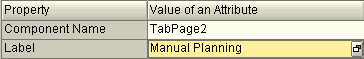 Property Value of an Attribute
Component Name TabPage2
Label Manual Planning